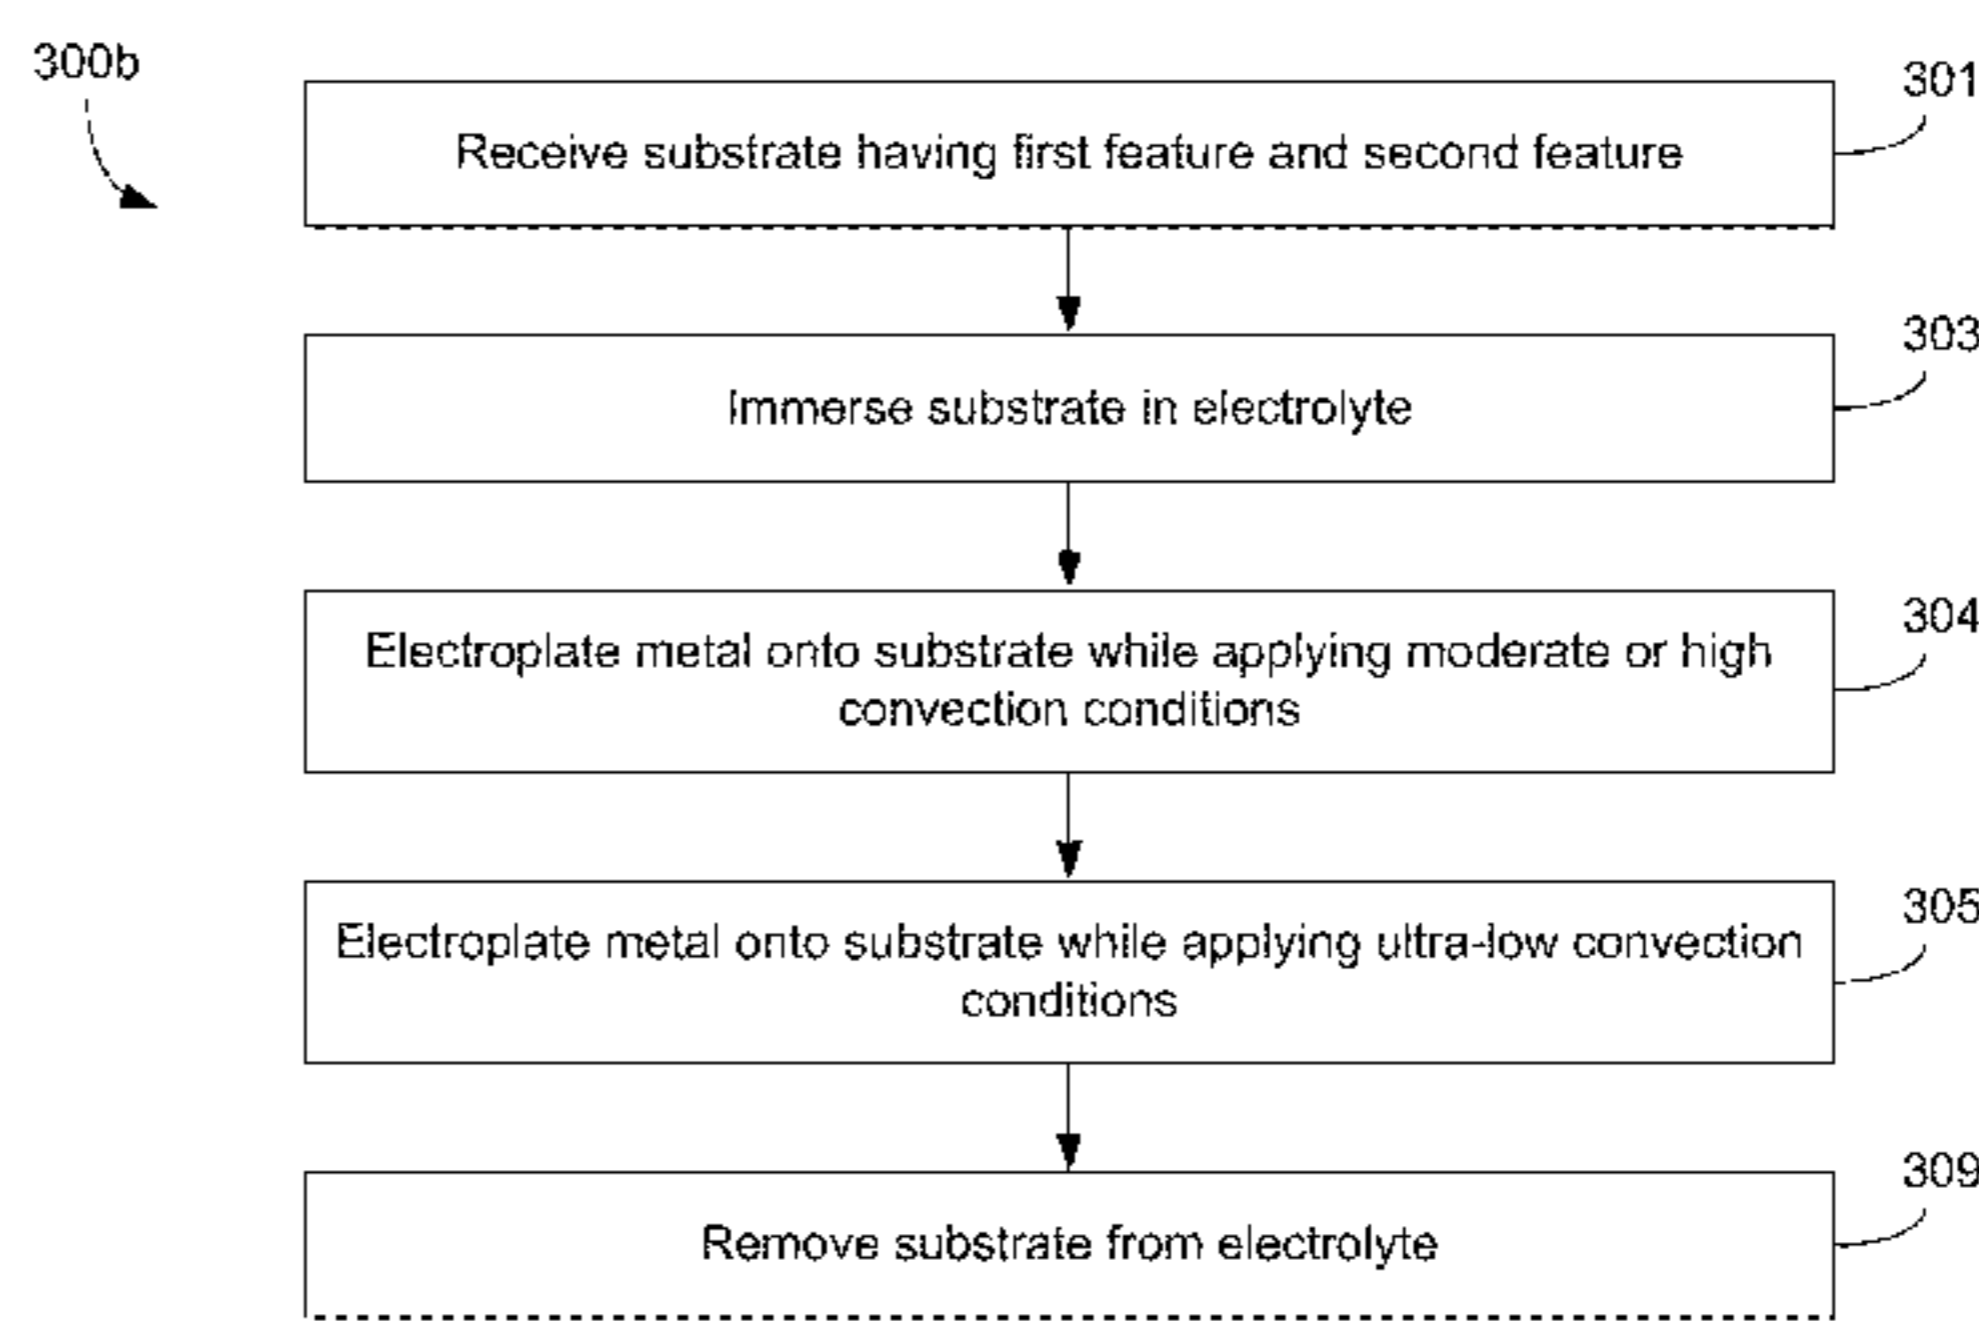 300b
301
Receive substrate having first feature and second feature
303
Immerse substrate in electrolyte
304
Electroplate metal onto substrate while applying moderate or high
convection conditions
305
Electroplate metal onto substrate while applying ultra-low convection
conditions
309
Remove substrate from electrolyte